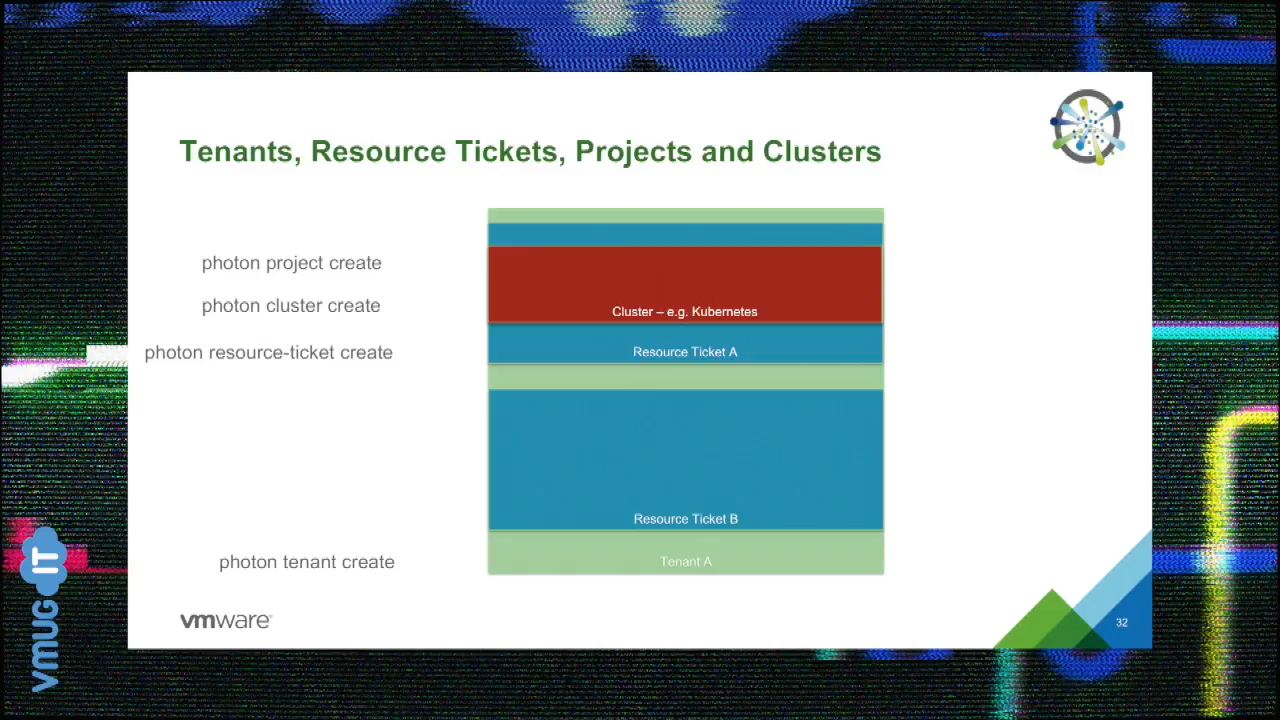 Tenants, Resource Tickets, Projects and Clusters
photon project create
photon cluster create
Cluster – e.g. Kubernetes
photon resource-ticket create
Resource Ticket A
Resource Ticket B
photon tenant create
Tenant A
vmware
32
vmUG IT